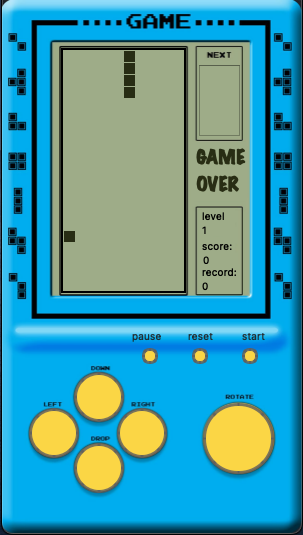 GAME
NEXT
GAME
OVER
level
1
score:
0
record:
0
pause reset start
DOWN
ROTATE
LEFT RIGHT
DROP